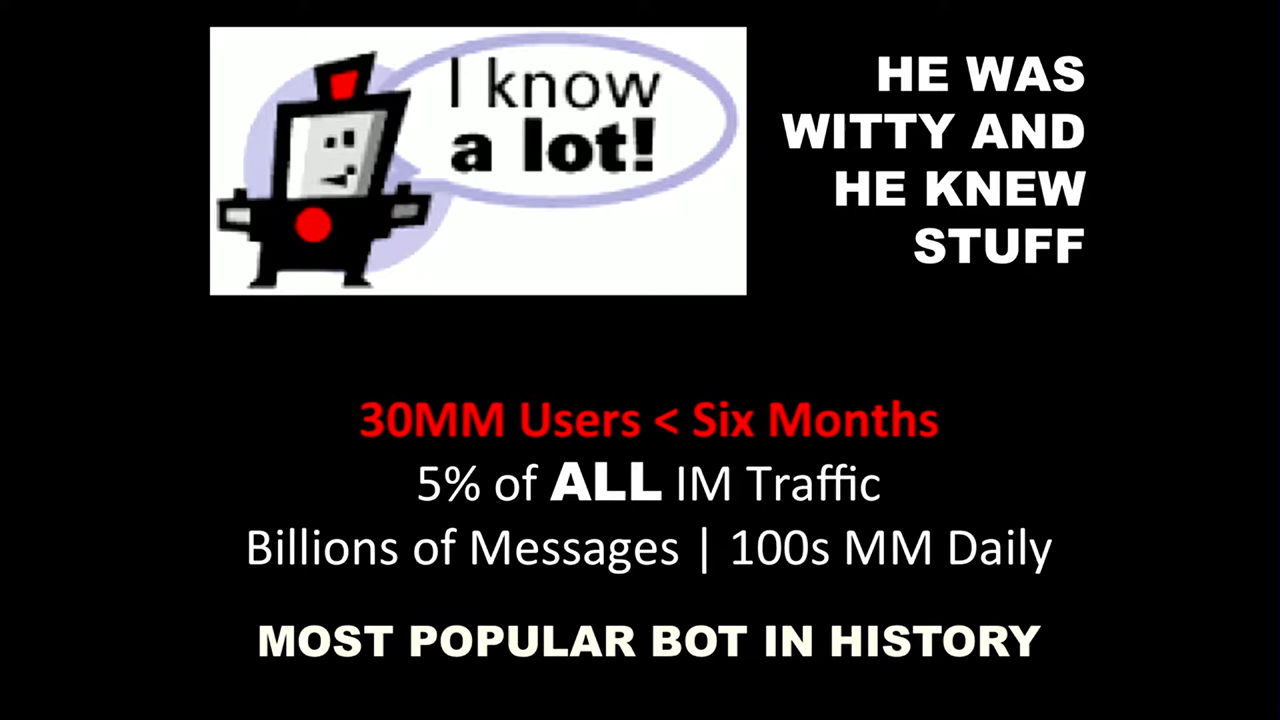 I know
a lot!
HE WAS
WITTY AND
HE KNEW
STUFF
30MM Users < Six Months
5% of ALL IM Traffic
Billions of Messages | 100s MM Daily
MOST POPULAR BOT IN HISTORY